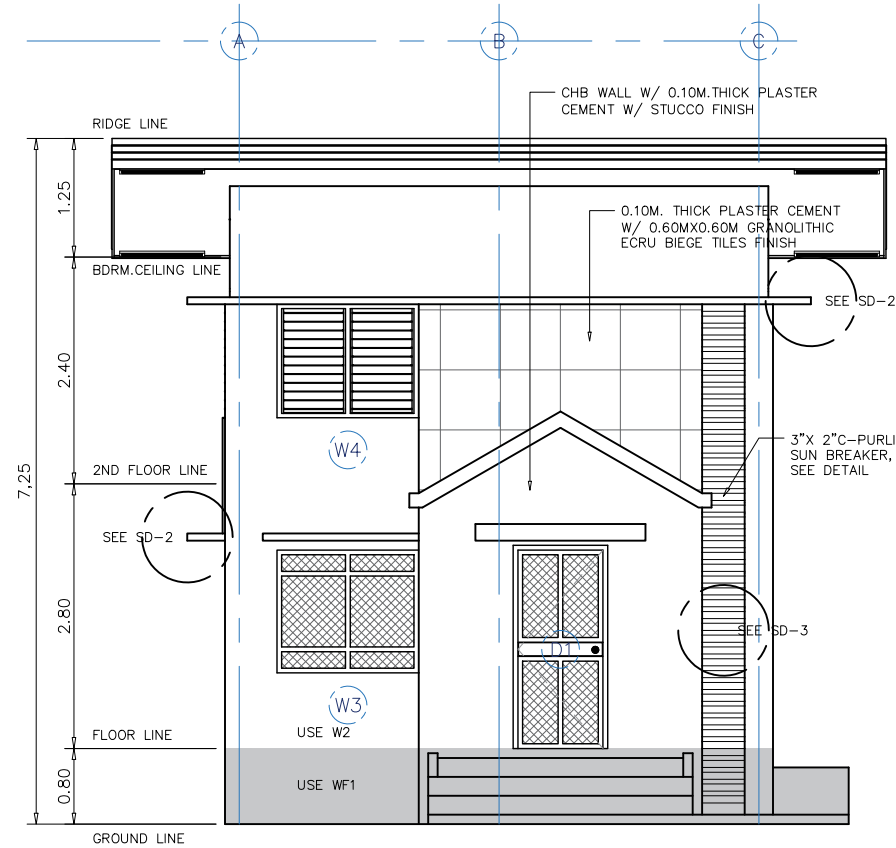 A
B
C
CHB WALL W/ 0.10M.THICK PLASTER
CEMENT W/ STUCCO FINISH
RIDGE LINE
1.25
0.10M. THICK PLASTER CEMENT
W/ 0.60MX0.60M GRANOLITHIC
ECRU BIEGE TILES FINISH
BDRM.CEILING LINE
SEE SD-2
2.40
W4
3"X 2"C-PURLI
SUN BREAKER,
SEE DETAIL
2ND FLOOR LINE
7,25
SEE SD-2
2.80
SEE SD-3
D1
W3
FLOOR LINE
USE W2
0.80
USE WF1
GROUND LINE